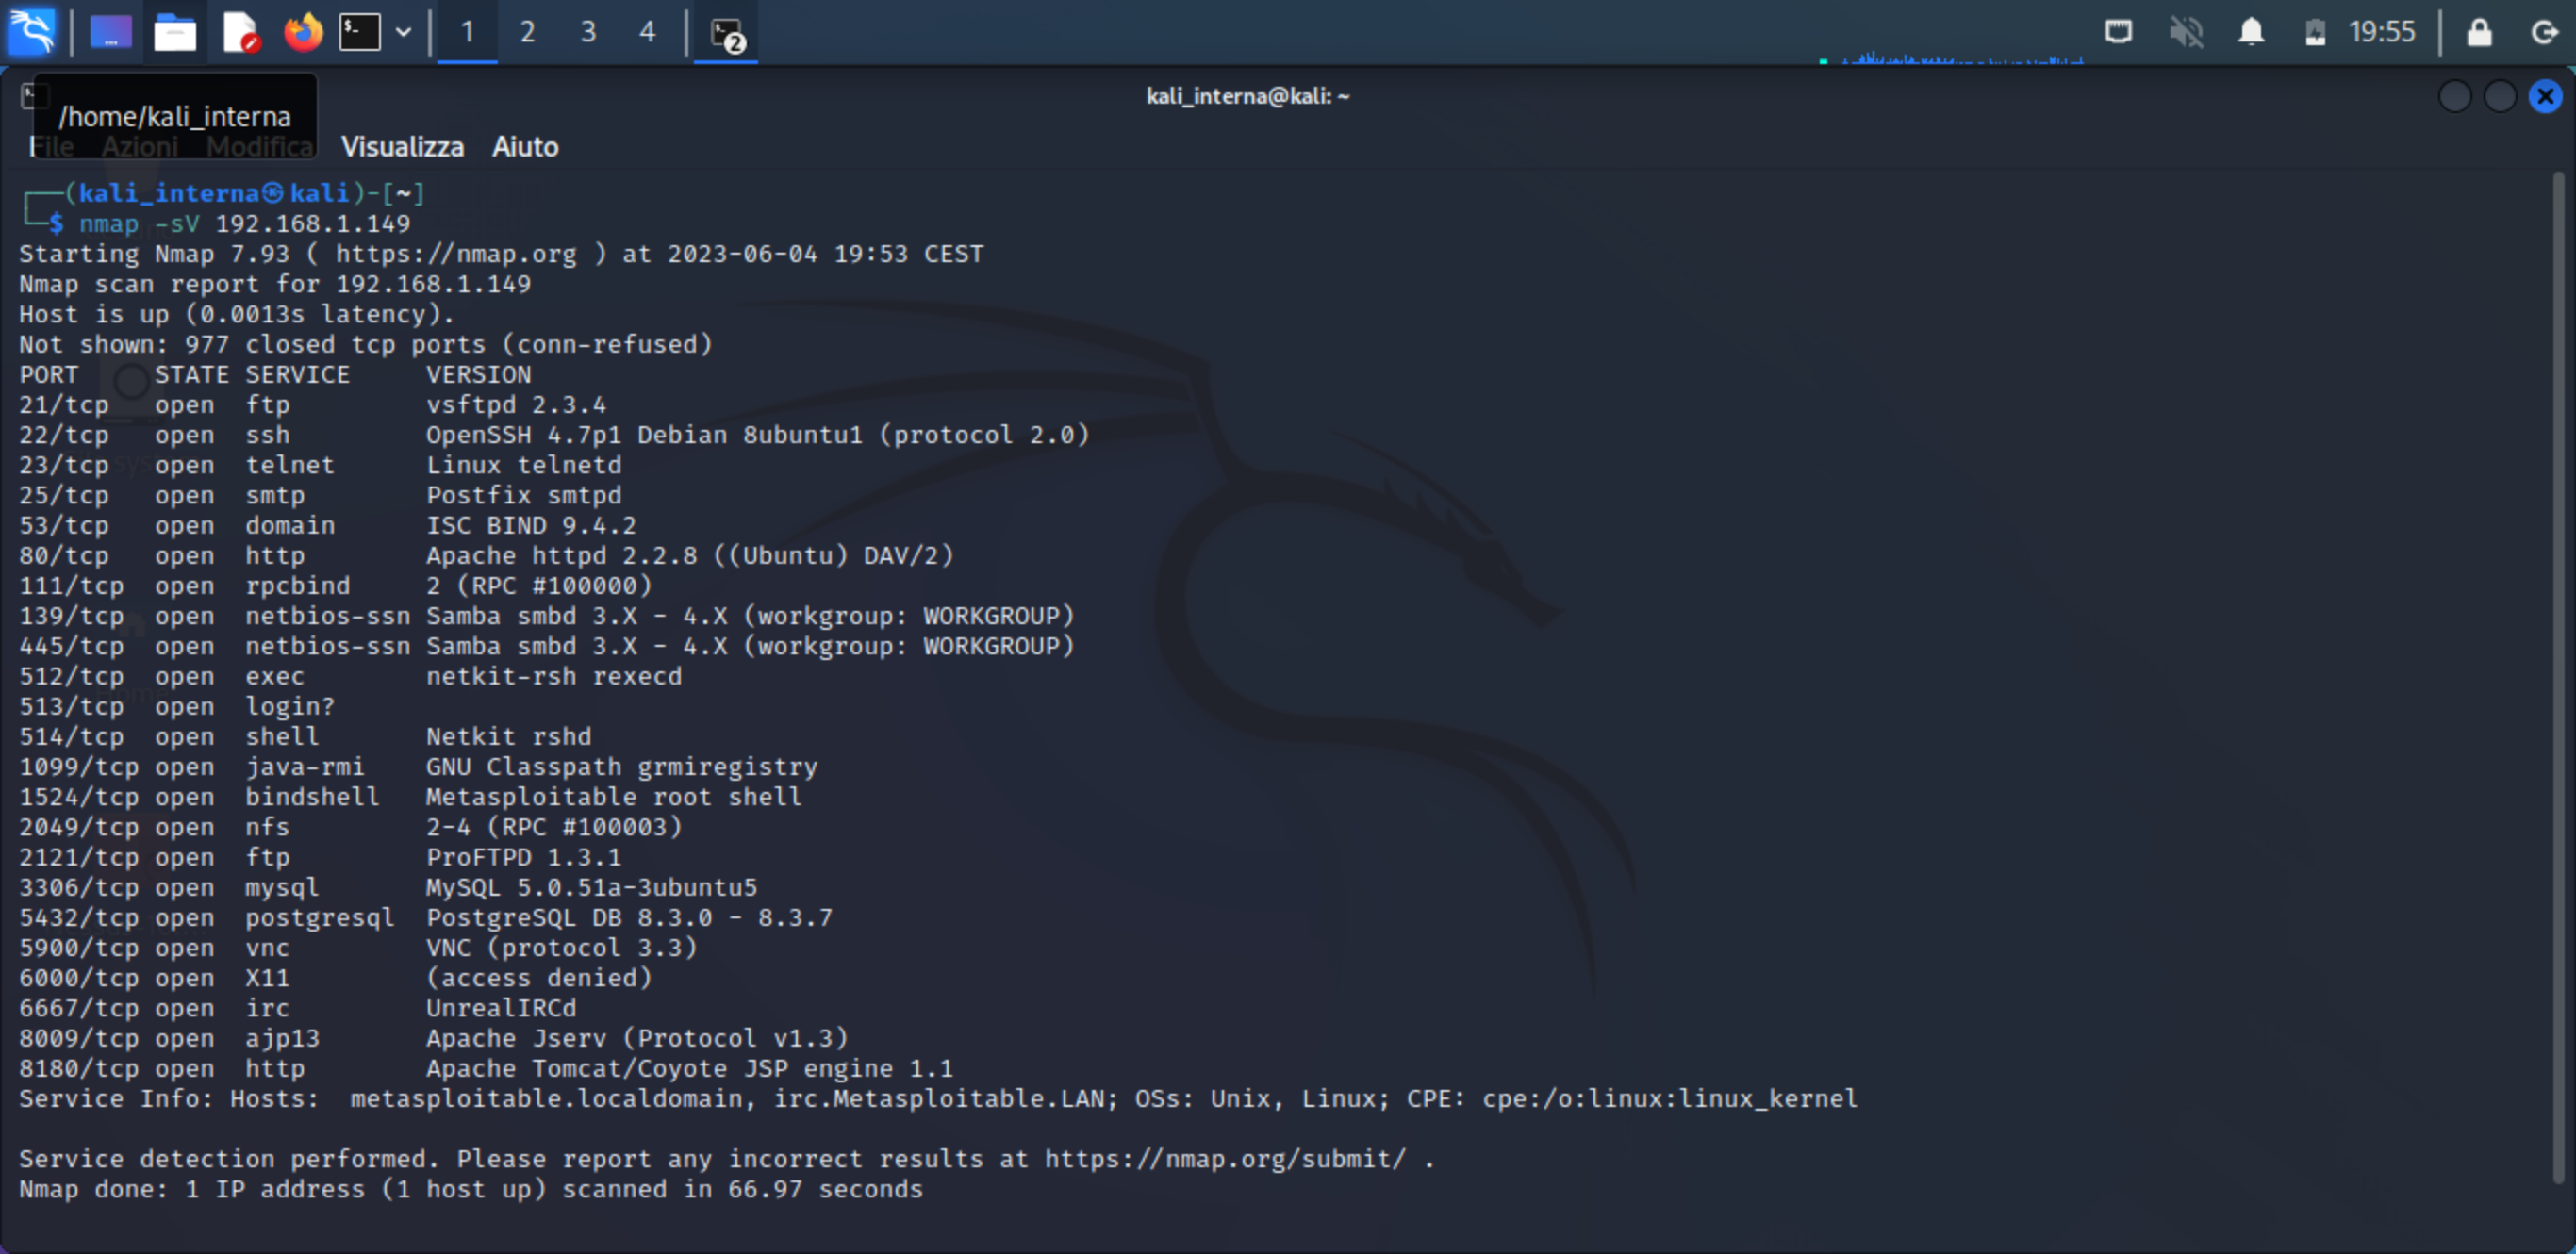 1 2 3 4 2 19:55
kali_interna@kali: ~
/home/kali_interna
File Azioni Modifica Visualizza Aiuto
┌──(kali_interna㉿kali)-[~]
└─$ nmap -sV 192.168.1.149
Starting Nmap 7.93 ( https://nmap.org ) at 2023-06-04 19:53 CEST
Nmap scan report for 192.168.1.149
Host is up (0.0013s latency).
Not shown: 977 closed tcp ports (conn-refused)
PORT     STATE SERVICE     VERSION
21/tcp   open  ftp         vsftpd 2.3.4
22/tcp   open  ssh         OpenSSH 4.7p1 Debian 8ubuntu1 (protocol 2.0)
23/tcp   open  telnet      Linux telnetd
25/tcp   open  smtp        Postfix smtpd
53/tcp   open  domain      ISC BIND 9.4.2
80/tcp   open  http        Apache httpd 2.2.8 ((Ubuntu) DAV/2)
111/tcp  open  rpcbind     2 (RPC #100000)
139/tcp  open  netbios-ssn Samba smbd 3.X - 4.X (workgroup: WORKGROUP)
445/tcp  open  netbios-ssn Samba smbd 3.X - 4.X (workgroup: WORKGROUP)
512/tcp  open  exec        netkit-rsh rexecd
513/tcp  open  login?
514/tcp  open  shell       Netkit rshd
1099/tcp open  java-rmi    GNU Classpath grmiregistry
1524/tcp open  bindshell   Metasploitable root shell
2049/tcp open  nfs         2-4 (RPC #100003)
2121/tcp open  ftp         ProFTPD 1.3.1
3306/tcp open  mysql       MySQL 5.0.51a-3ubuntu5
5432/tcp open  postgresql  PostgreSQL DB 8.3.0 - 8.3.7
5900/tcp open  vnc         VNC (protocol 3.3)
6000/tcp open  X11         (access denied)
6667/tcp open  irc         UnrealIRCd
8009/tcp open  ajp13       Apache Jserv (Protocol v1.3)
8180/tcp open  http        Apache Tomcat/Coyote JSP engine 1.1
Service Info: Hosts:  metasploitable.localdomain, irc.Metasploitable.LAN; OSs: Unix, Linux; CPE: cpe:/o:linux:linux_kernel
Service detection performed. Please report any incorrect results at https://nmap.org/submit/ .
Nmap done: 1 IP address (1 host up) scanned in 66.97 seconds